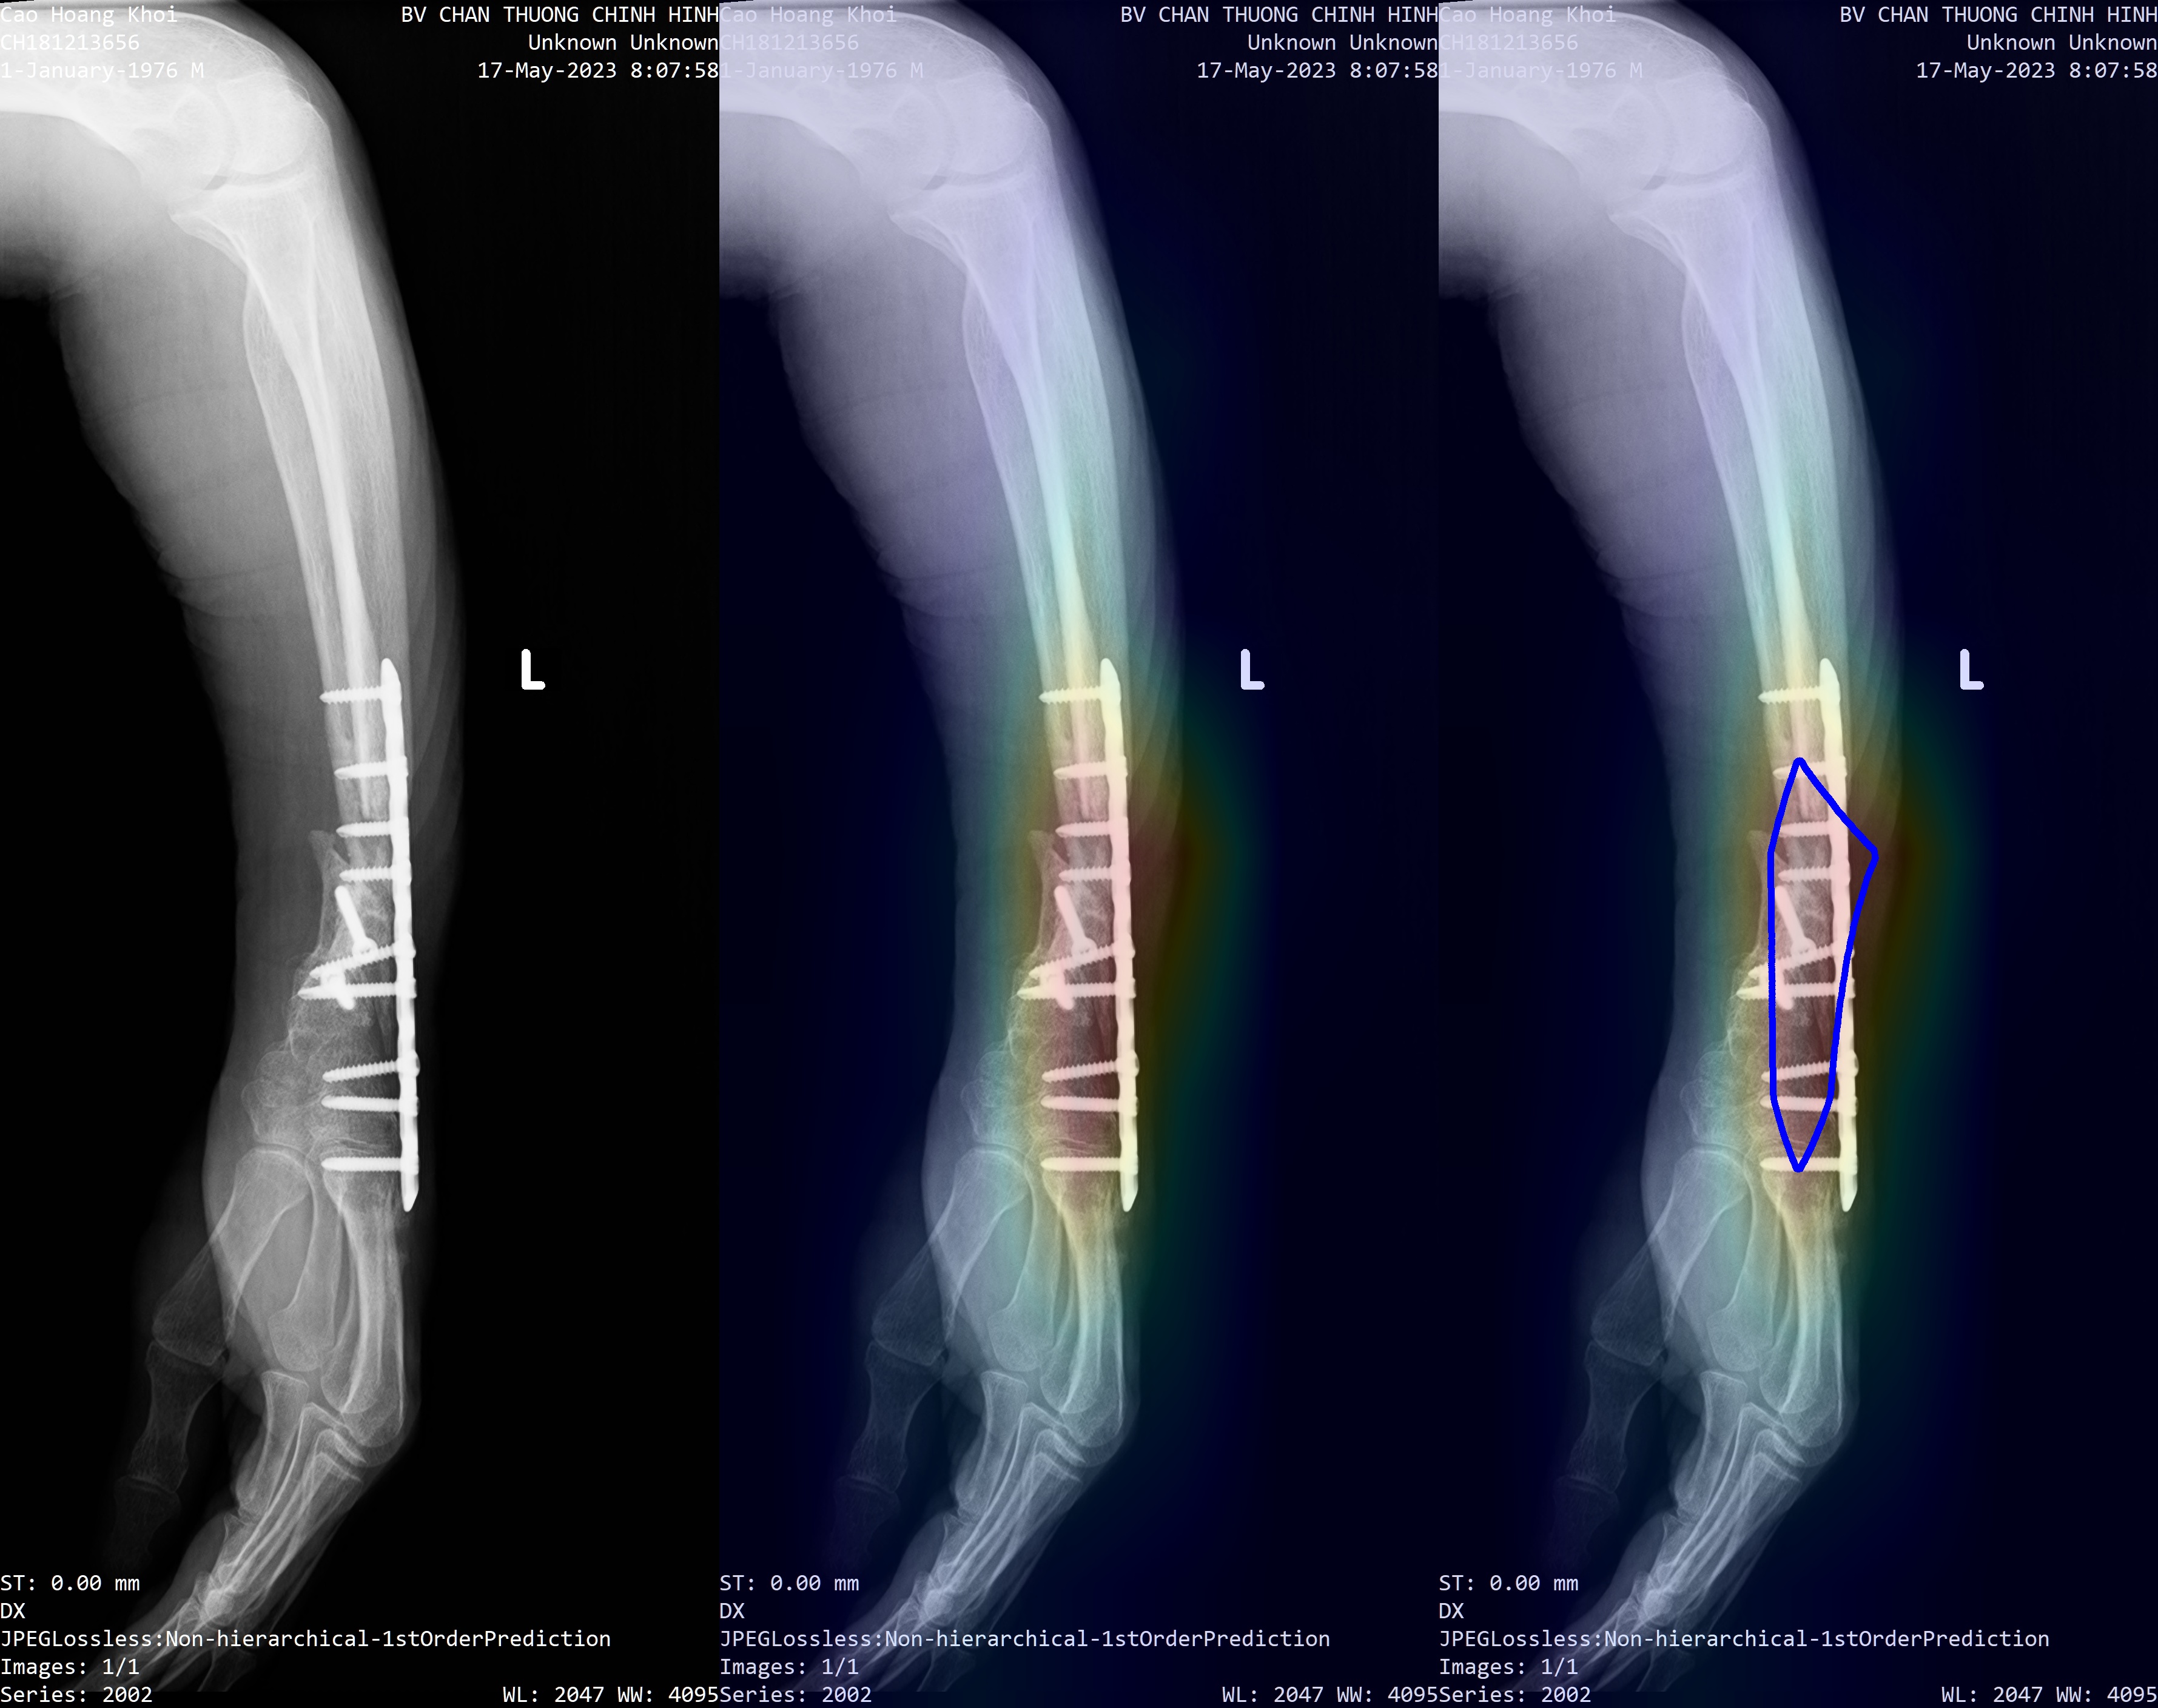 Cao Hoang Khoi
CH181213656
1-January-1976 M
BV CHAN THUONG CHINH HINH
Unknown Unknown
17-May-2023 8:07:58
L
ST: 0.00 mm
DX
JPEGLossless:Non-hierarchical-1stOrderPrediction
Images: 1/1
Series: 2002
WL: 2047 WW: 4095
Cao Hoang Khoi
CH181213656
1-January-1976 M
BV CHAN THUONG CHINH HINH
Unknown Unknown
17-May-2023 8:07:58
L
ST: 0.00 mm
DX
JPEGLossless:Non-hierarchical-1stOrderPrediction
Images: 1/1
Series: 2002
WL: 2047 WW: 4095
Cao Hoang Khoi
CH181213656
1-January-1976 M
BV CHAN THUONG CHINH HINH
Unknown Unknown
17-May-2023 8:07:58
L
ST: 0.00 mm
DX
JPEGLossless:Non-hierarchical-1stOrderPrediction
Images: 1/1
Series: 2002
WL: 2047 WW: 4095